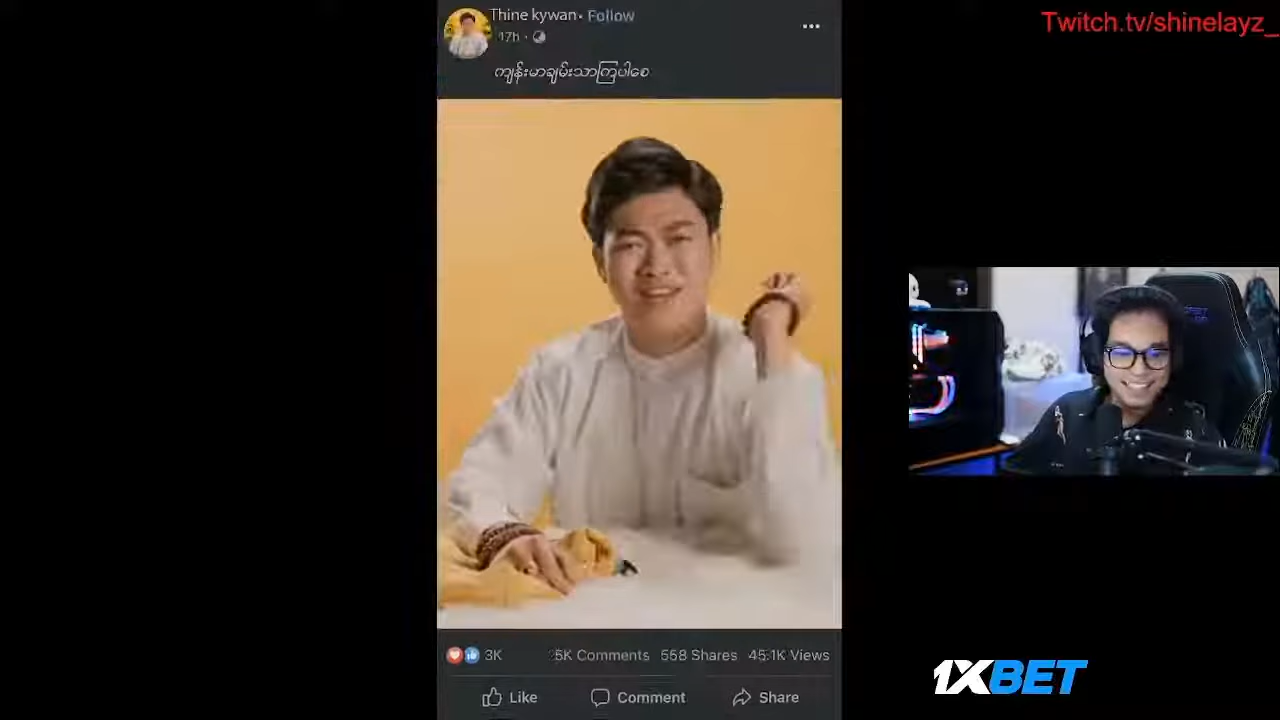 Thine kywan · Follow
17h ·
ကျန်းမာချမ်းသာကြပါစေ
3K 5K Comments 558 Shares 45.1K Views
Like Comment Share
Twitch.tv/shinelayz_
1XBET